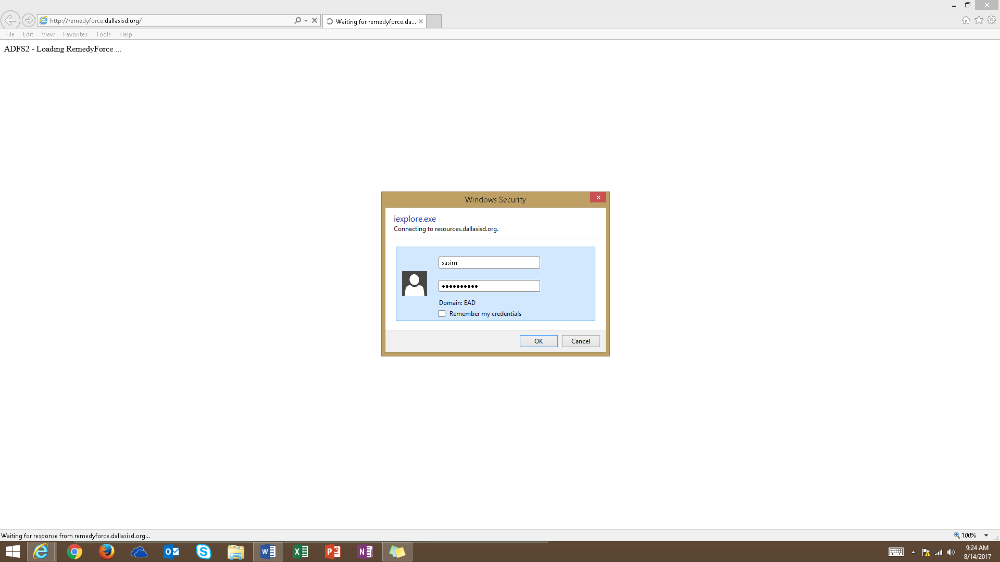 http://remedyforce.dallasisd.org/
Waiting for remedyforce.da...
File Edit View Favorites Tools Help
ADFS2 - Loading RemedyForce ...
Windows Security
iexplore.exe
Connecting to resources.dallasisd.org.
sasim
Domain: EAD
Remember my credentials
OK Cancel
Waiting for response from remedyforce.dallasisd.org...
100%
9:24 AM
8/14/2017